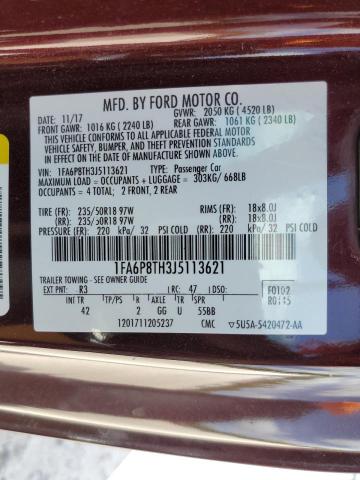 MFD. BY FORD MOTOR CO.
DATE: 11/17 GVWR: 2050 KG (4520 LB)
FRONT GAWR: 1016 KG (2240 LB) REAR GAWR: 1061 KG (2340 LB)
THIS VEHICLE CONFORMS TO ALL APPLICABLE FEDERAL MOTOR
VEHICLE SAFETY, BUMPER, AND THEFT PREVENTION STANDARDS IN
EFFECT ON THE DATE OF MANUFACTURE SHOWN ABOVE.
VIN: 1FA6P8TH3J5113621 TYPE: Passenger Car
MAXIMUM LOAD = OCCUPANTS + LUGGAGE = 303KG/ 668LB
OCCUPANTS = 4 TOTAL: 2 FRONT, 2 REAR
TIRE (FR): 235/50R18 97W RIMS (FR): 18x8.0J
(RR): 235/50R18 97W (RR): 18x8.0J
PRESSURE (FR): 220 kPa/ 32 PSI COLD (RR): 220 kPa/ 32 PSI COLD
1FA6P8TH3J5113621
TRAILER TOWING - SEE OWNER GUIDE
EXT PNT: R3 RC: 47 DSO: F0102
INT TR TP/PS R AXLE TR SPR R0115
42 2 GG U 55BB
1201711205237 CMC ▽5U5A-5420472-AA